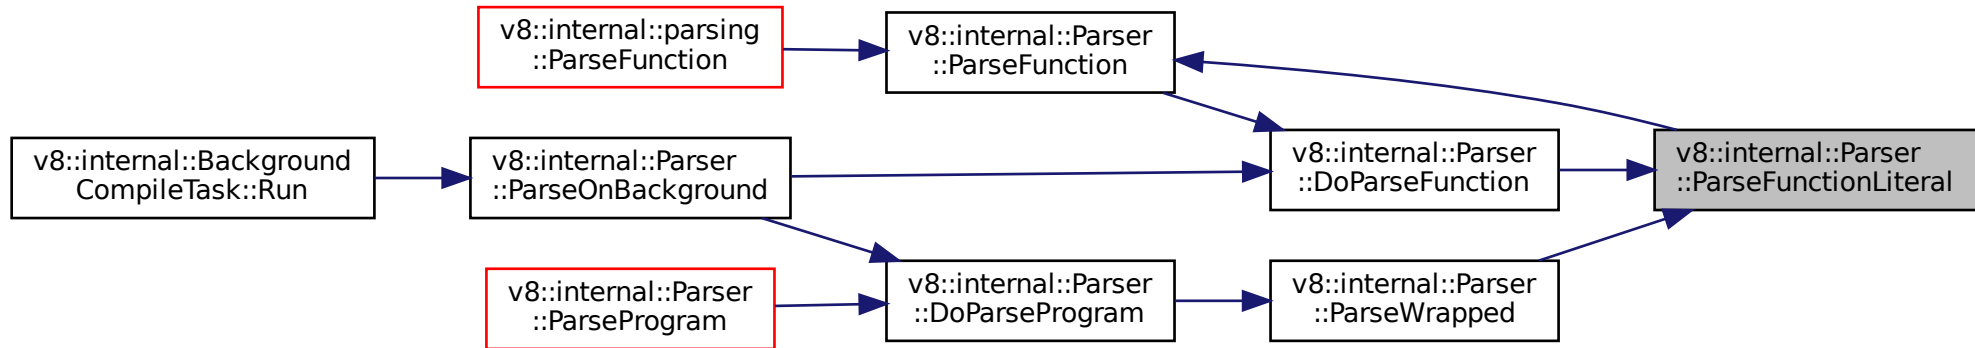 v8::internal::parsing
::ParseFunction
v8::internal::Parser
::ParseFunction
v8::internal::Background
CompileTask::Run
v8::internal::Parser
::ParseOnBackground
v8::internal::Parser
::DoParseFunction
v8::internal::Parser
::ParseFunctionLiteral
v8::internal::Parser
::ParseProgram
v8::internal::Parser
::DoParseProgram
v8::internal::Parser
::ParseWrapped